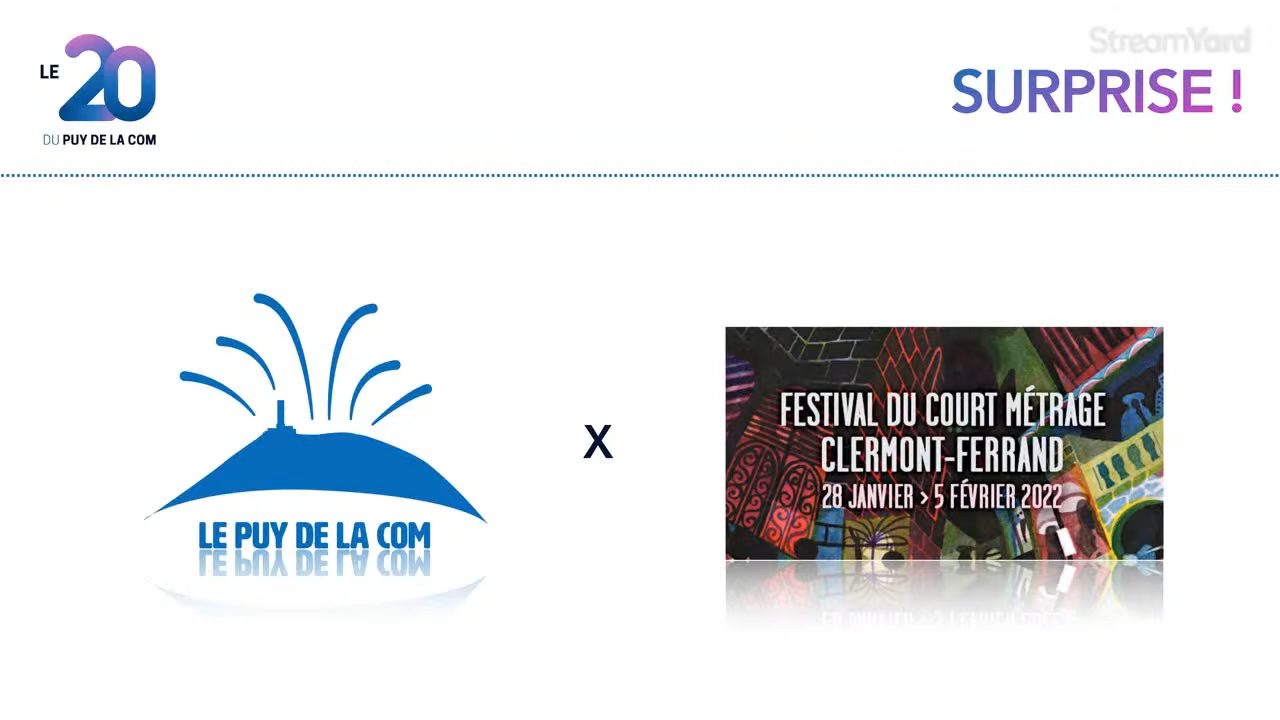 StreamYard
LE 20
DU PUY DE LA COM
SURPRISE !
LE PUY DE LA COM
X
FESTIVAL DU COURT MÉTRAGE
CLERMONT-FERRAND
28 JANVIER > 5 FÉVRIER 2022